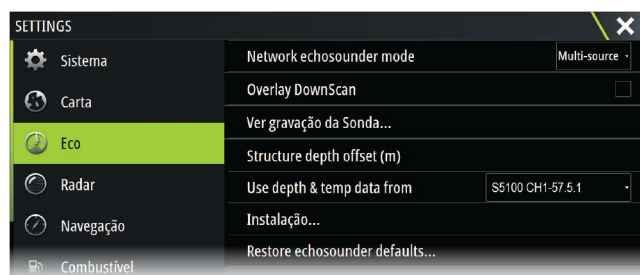 SETTINGS
Sistema
Carta
Eco
Radar
Navegação
Combustível
Network echosounder mode
Multi-source
Overlay DownScan
Ver gravação da Sonda...
Structure depth offset (m)
Use depth & temp data from
S5100 CH1-57.5.1
Instalação...
Restore echosounder defaults...